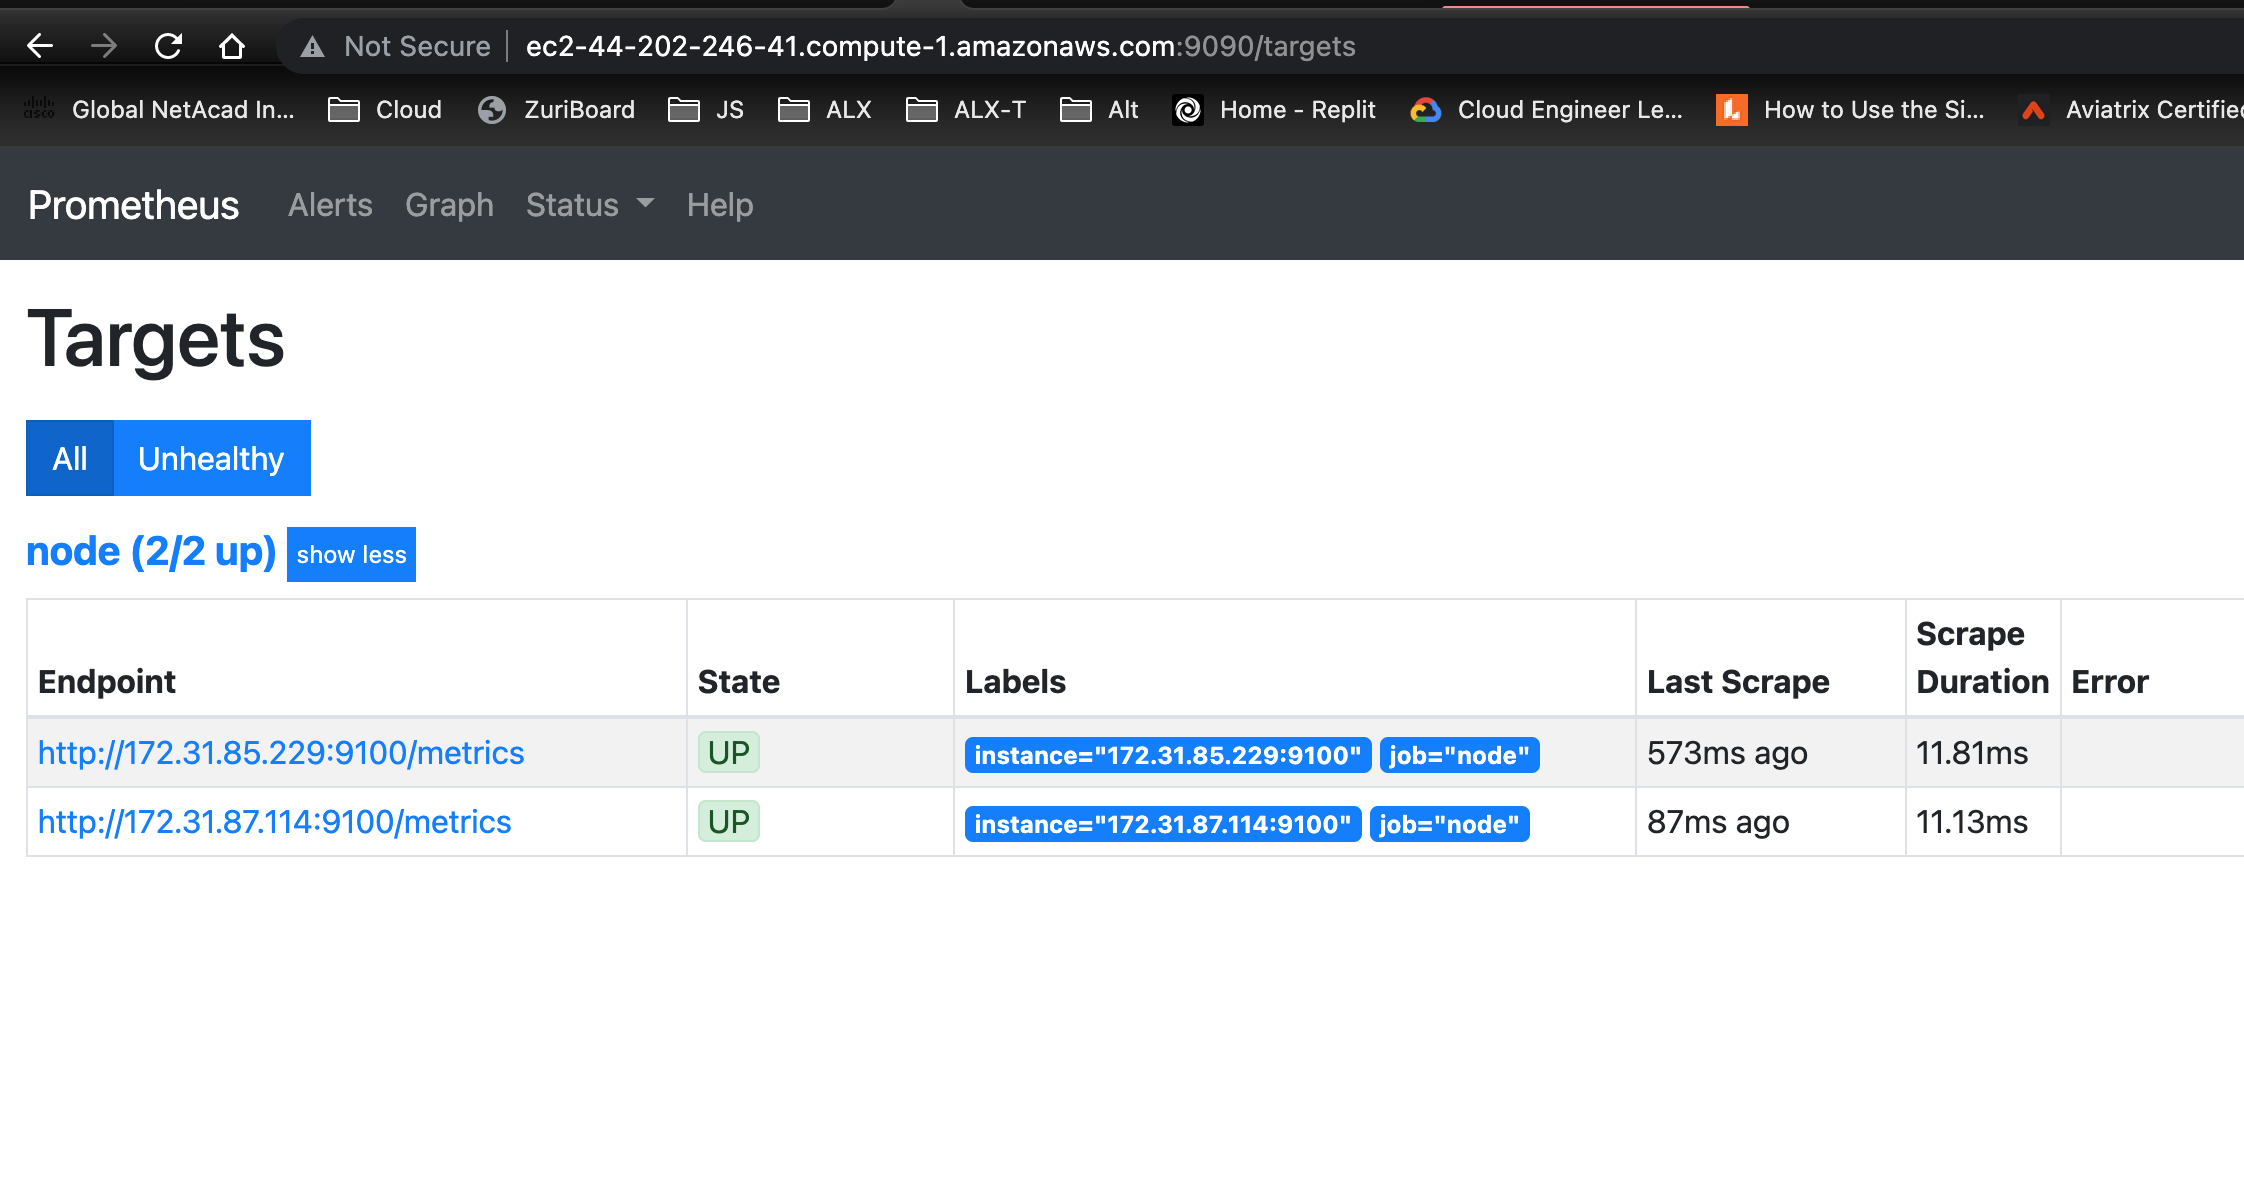 Not Secure | ec2-44-202-246-41.compute-1.amazonaws.com:9090/targets
cisco Global NetAcad In... Cloud ZuriBoard JS ALX ALX-T Alt Home - Replit Cloud Engineer Le... How to Use the Si... Aviatrix Certified
Prometheus Alerts Graph Status Help
Targets
All Unhealthy
node (2/2 up) show less
Scrape
Endpoint State Labels Last Scrape Duration Error
http://172.31.85.229:9100/metrics UP instance="172.31.85.229:9100" job="node" 573ms ago 11.81ms
http://172.31.87.114:9100/metrics UP instance="172.31.87.114:9100" job="node" 87ms ago 11.13ms